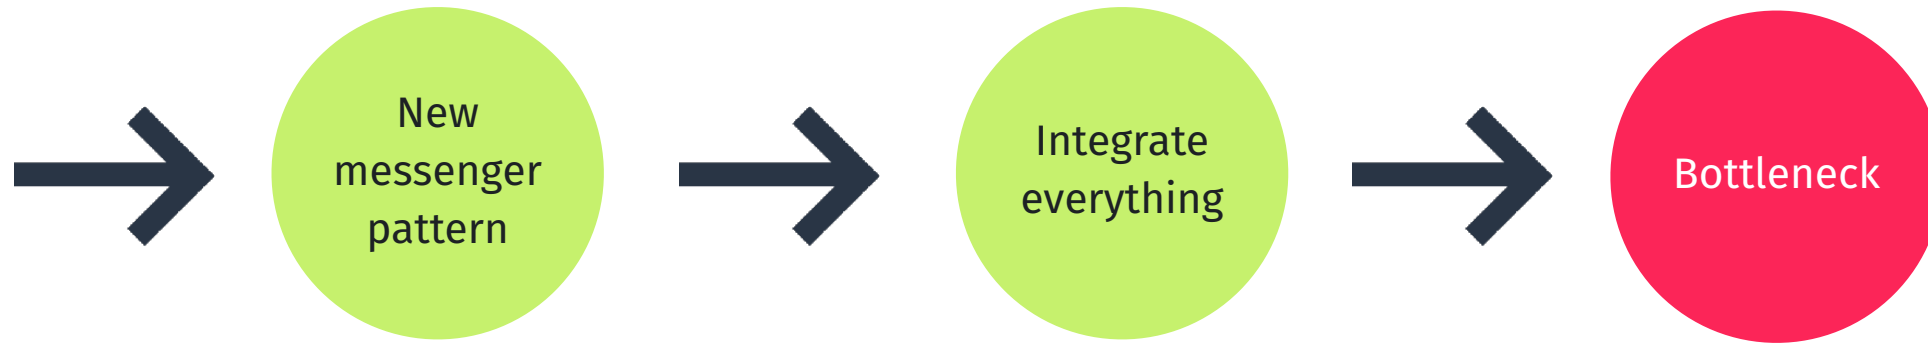 New
messenger
pattern
Integrate
everything
Bottleneck